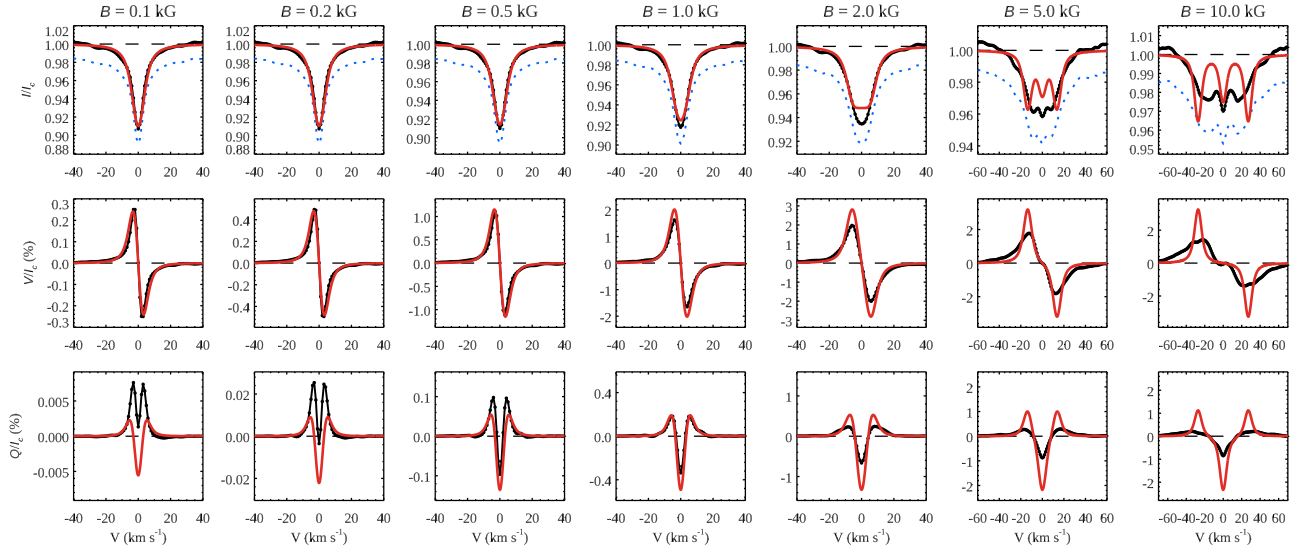 B = 0.1 kG B = 0.2 kG B = 0.5 kG B = 1.0 kG B = 2.0 kG B = 5.0 kG B = 10.0 kG
I/Ic
1.02 1.00 0.98 0.96 0.94 0.92 0.90 0.88
1.02 1.00 0.98 0.96 0.94 0.92 0.90 0.88
1.00 0.98 0.96 0.94 0.92 0.90
1.00 0.98 0.96 0.94 0.92 0.90
1.00 0.98 0.96 0.94 0.92
1.00 0.98 0.96 0.94
1.01 1.00 0.99 0.98 0.97 0.96 0.95
-40 -20 0 20 40 -40 -20 0 20 40 -40 -20 0 20 40 -40 -20 0 20 40 -40 -20 0 20 40 -60 -40 -20 0 20 40 60 -60 -40 -20 0 20 40 60
V/Ic (%)
0.3 0.2 0.1 0.0 -0.1 -0.2 -0.3
0.4 0.2 0.0 -0.2 -0.4
1.0 0.5 0.0 -0.5 -1.0
2 1 0 -1 -2
3 2 1 0 -1 -2 -3
2 0 -2
2 0 -2
-40 -20 0 20 40 -40 -20 0 20 40 -40 -20 0 20 40 -40 -20 0 20 40 -40 -20 0 20 40 -60 -40 -20 0 20 40 60 -60 -40 -20 0 20 40 60
Q/Ic (%)
0.005 0.000 -0.005
0.02 0.00 -0.02
0.1 0.0 -0.1
0.4 0.0 -0.4
1 0 -1
2 1 0 -1 -2
2 1 0 -1 -2
-40 -20 0 20 40 -40 -20 0 20 40 -40 -20 0 20 40 -40 -20 0 20 40 -40 -20 0 20 40 -60 -40 -20 0 20 40 60 -60 -40 -20 0 20 40 60
V (km s-1) V (km s-1) V (km s-1) V (km s-1) V (km s-1) V (km s-1) V (km s-1)